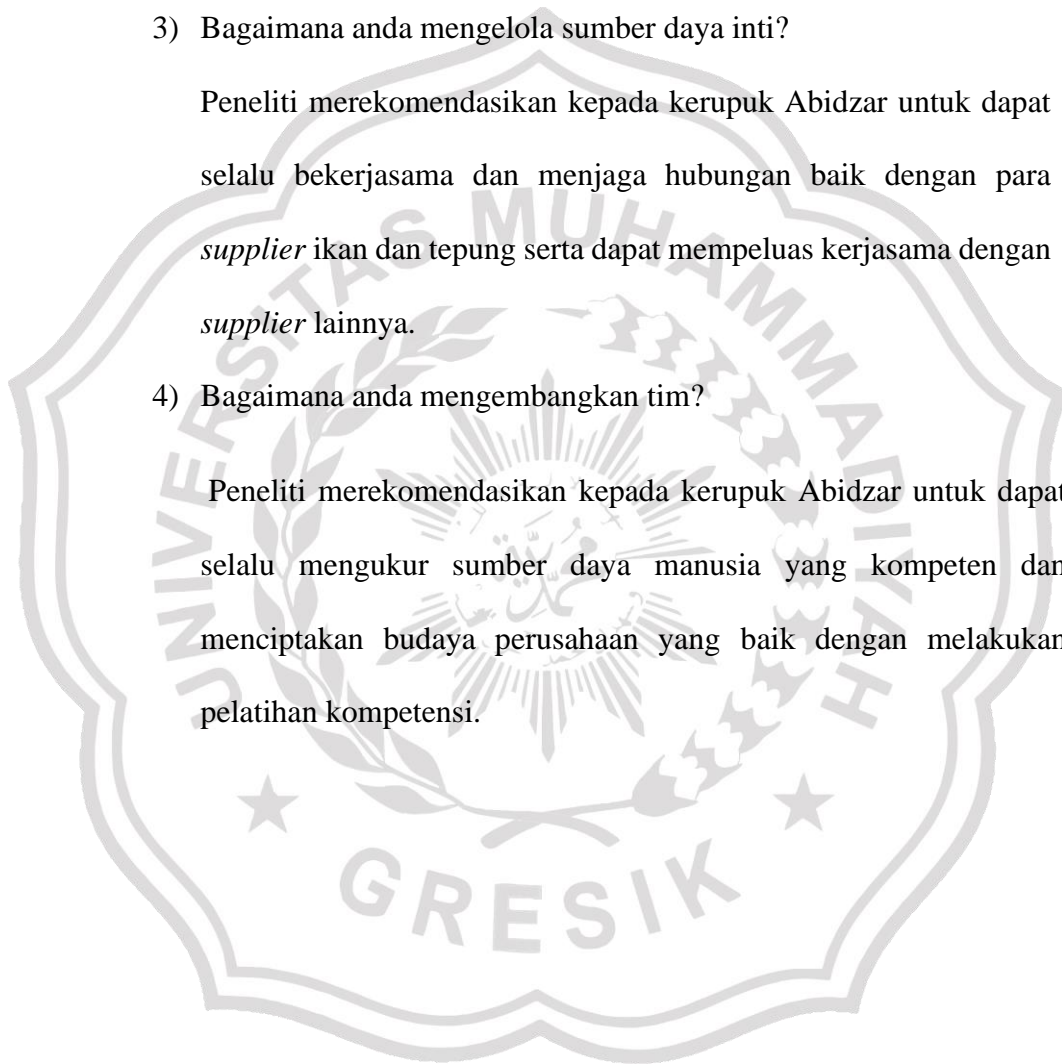 3) Bagaimana anda mengelola sumber daya inti?
Peneliti merekomendasikan kepada kerupuk Abidzar untuk dapat
selalu bekerjasama dan menjaga hubungan baik dengan para
supplier ikan dan tepung serta dapat mempeluas kerjasama dengan
supplier lainnya.
4) Bagaimana anda mengembangkan tim?
Peneliti merekomendasikan kepada kerupuk Abidzar untuk dapat
selalu mengukur sumber daya manusia yang kompeten dan
menciptakan budaya perusahaan yang baik dengan melakukan
pelatihan kompetensi.
UNIVERSITAS MUHAMMADIYAH
GRESIK